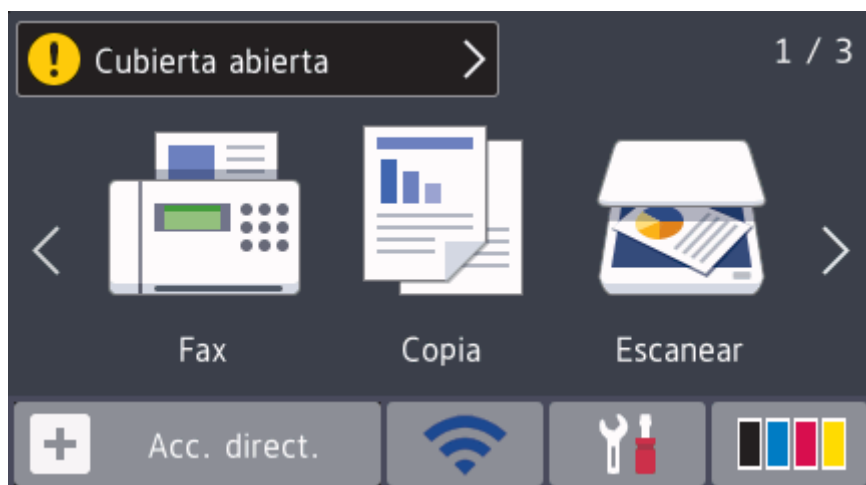 Cubierta abierta
1 / 3
Fax
Copia
Escanear
Acc. direct.